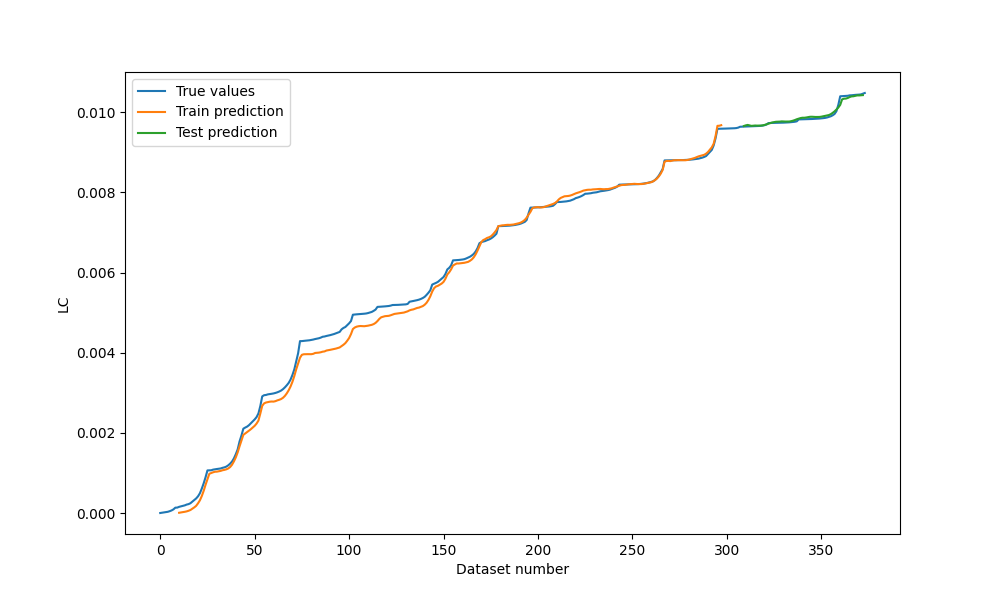 True values
Train prediction
Test prediction
0.010
0.008
0.006
0.004
0.002
0.000
LC
0 50 100 150 200 250 300 350
Dataset number